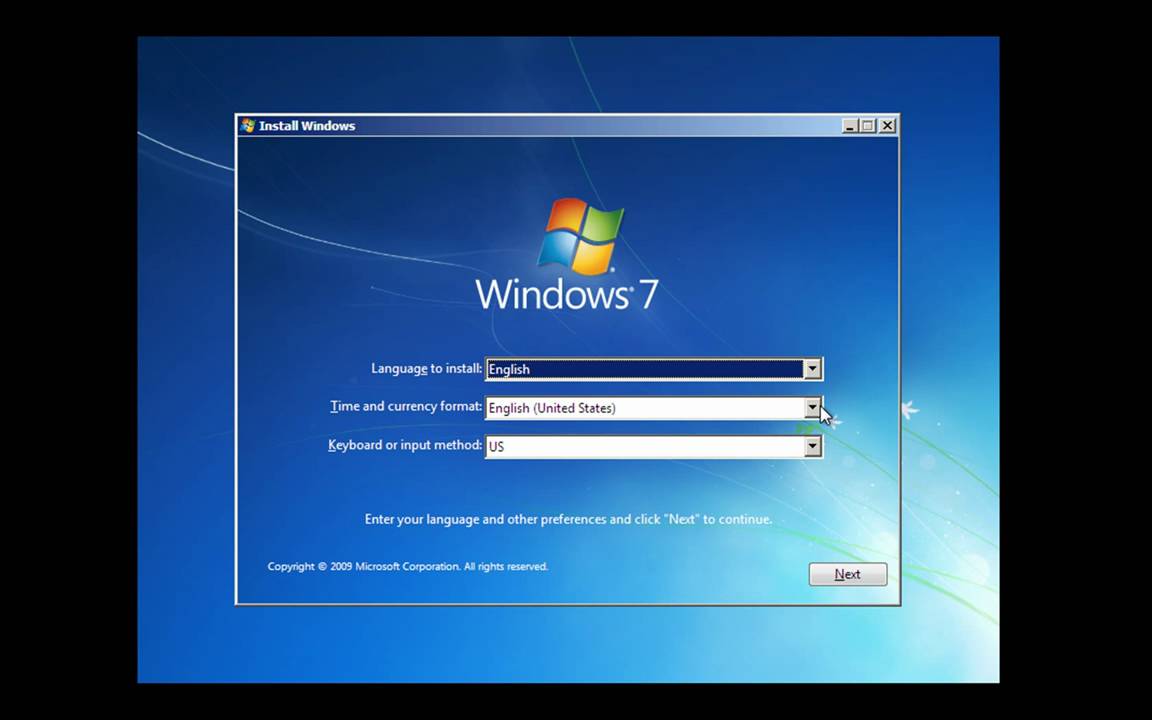 Install Windows
Windows® 7
Language to install: English
Time and currency format: English (United States)
Keyboard or input method: US
Enter your language and other preferences and click "Next" to continue.
Copyright © 2009 Microsoft Corporation. All rights reserved.
Next